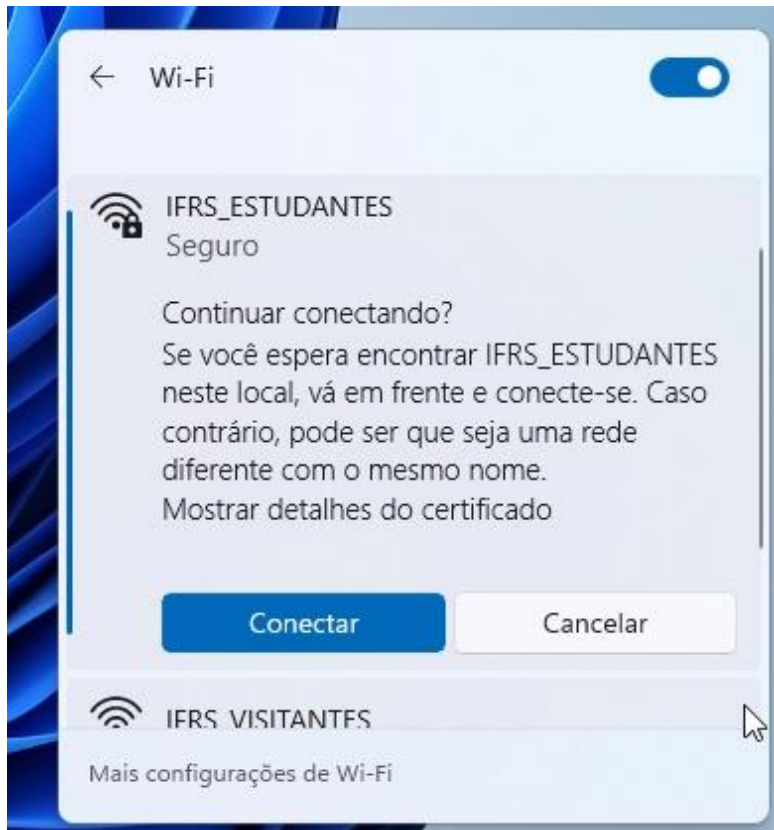 Wi-Fi
IFRS_ESTUDANTES
Seguro
Continuar conectando?
Se você espera encontrar IFRS_ESTUDANTES
neste local, vá em frente e conecte-se. Caso
contrário, pode ser que seja uma rede
diferente com o mesmo nome.
Mostrar detalhes do certificado
Conectar Cancelar
IFRS_VISITANTES
Mais configurações de Wi-Fi